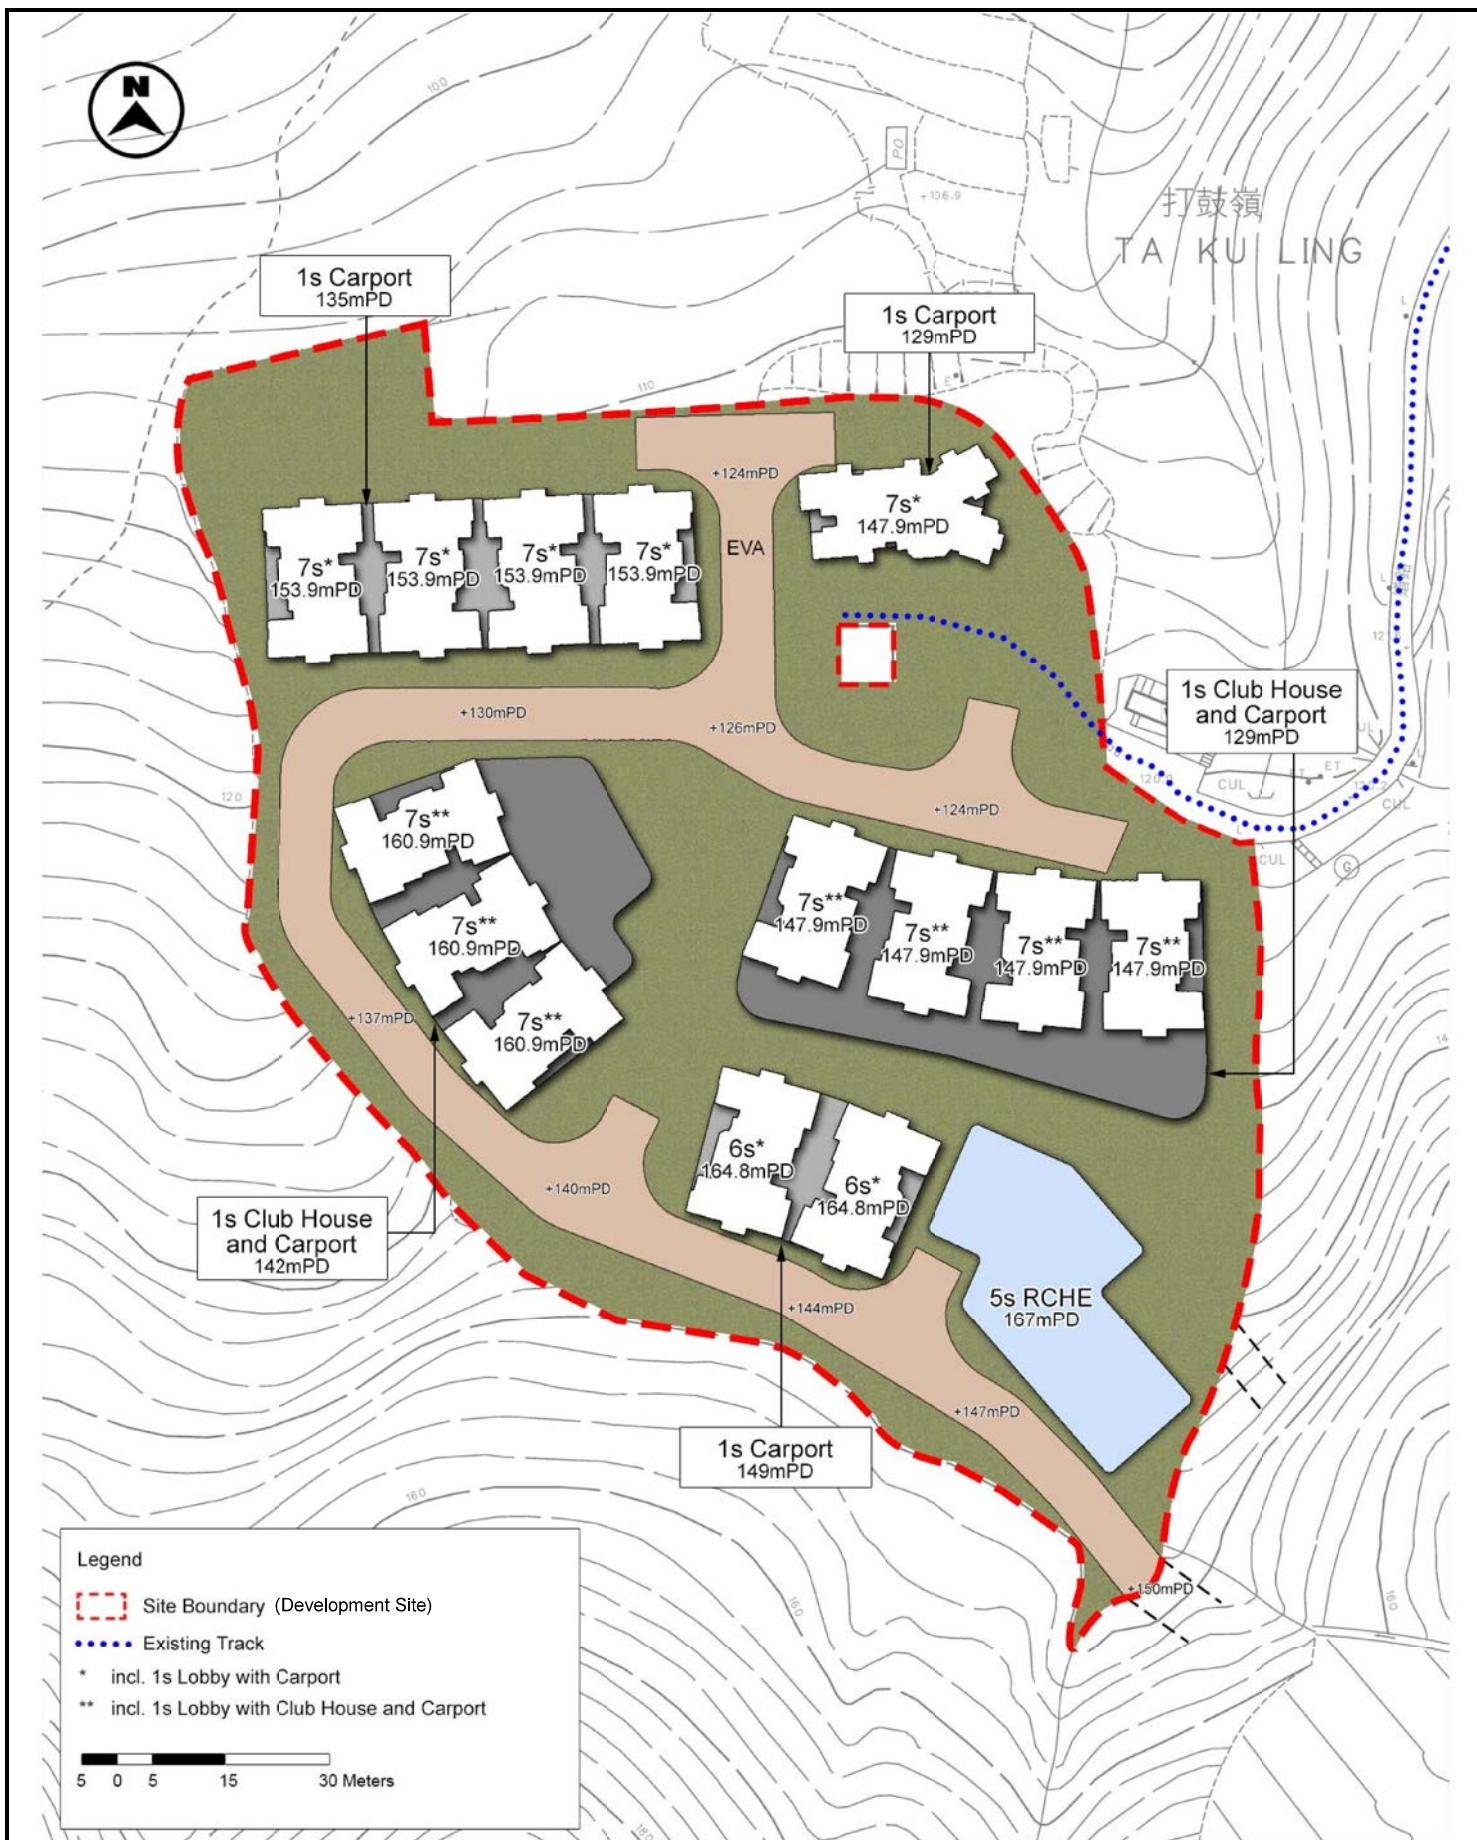 N
100
PO
+106.9
打鼓嶺
TA KU LING
L
1s Carport
135mPD
1s Carport
129mPD
110
E
+124mPD
7s*
147.9mPD
EVA
7s*
153.9mPD
7s*
153.9mPD
7s*
153.9mPD
7s*
153.9mPD
L
1s Club House
and Carport
129mPD
+130mPD
+126mPD
UL
L
ET
CUL
CUL
120
+124mPD
L
CUL
G
7s**
160.9mPD
7s**
160.9mPD
7s**
160.9mPD
7s**
147.9mPD
7s**
147.9mPD
7s**
147.9mPD
7s**
147.9mPD
+137mPD
6s*
164.8mPD
6s*
164.8mPD
+140mPD
1s Club House
and Carport
142mPD
+144mPD
5s RCHE
167mPD
+147mPD
1s Carport
149mPD
160
160
160
+150mPD
180
Legend
Site Boundary (Development Site)
Existing Track
* incl. 1s Lobby with Carport
** incl. 1s Lobby with Club House and Carport
5 0 5 15 30 Meters